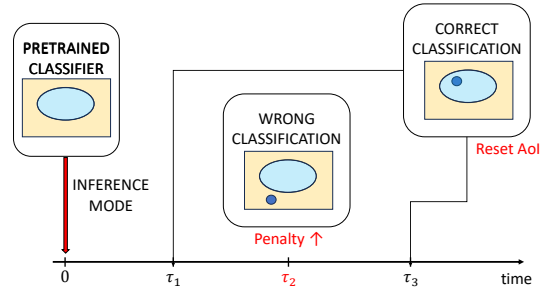 PRETRAINED
CLASSIFIER
CORRECT
CLASSIFICATION
WRONG
CLASSIFICATION
Reset AoI
INFERENCE
MODE
Penalty ↑
0
τ₁
τ₂
τ₃
time